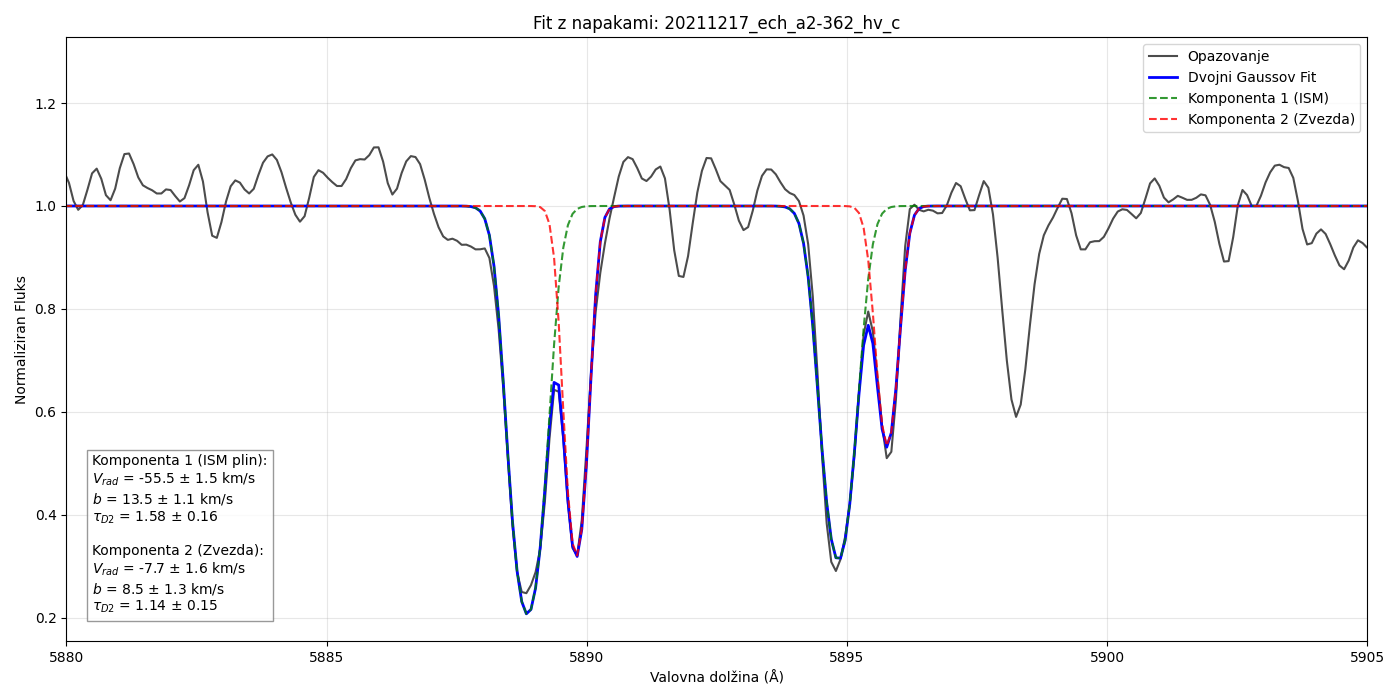 Fit z napakami: 20211217_ech_a2-362_hv_c
Opazovanje
Dvojni Gaussov Fit
Komponenta 1 (ISM)
Komponenta 2 (Zvezda)
Normaliziran Fluks
1.2
1.0
0.8
0.6
0.4
0.2
Komponenta 1 (ISM plin):
V_rad = -55.5 ± 1.5 km/s
b = 13.5 ± 1.1 km/s
τ_D2 = 1.58 ± 0.16
Komponenta 2 (Zvezda):
V_rad = -7.7 ± 1.6 km/s
b = 8.5 ± 1.3 km/s
τ_D2 = 1.14 ± 0.15
5880 5885 5890 5895 5900 5905
Valovna dolžina (Å)